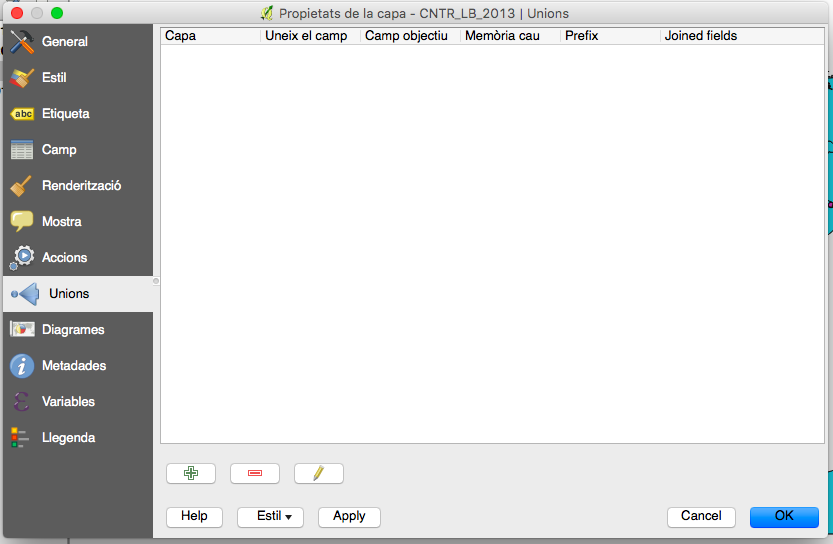 Propietats de la capa - CNTR_LB_2013 | Unions
General
Estil
abc Etiqueta
Camp
Renderització
Mostra
Accions
Unions
Diagrames
Metadades
Variables
Llegenda
Capa Uneix el camp Camp objectiu Memòria cau Prefix Joined fields
Help Estil Apply Cancel OK